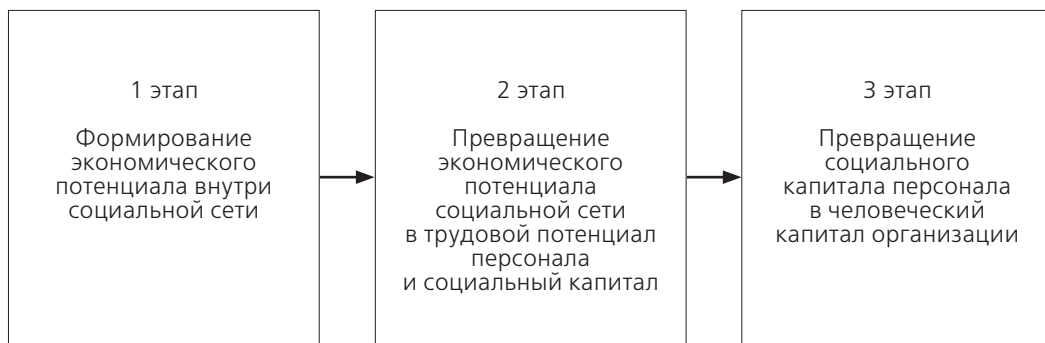 1 этап
Формирование
экономического
потенциала внутри
социальной сети
2 этап
Превращение
экономического
потенциала
социальной сети
в трудовой потенциал
персонала
и социальный капитал
3 этап
Превращение
социального
капитала персонала
в человеческий
капитал организации